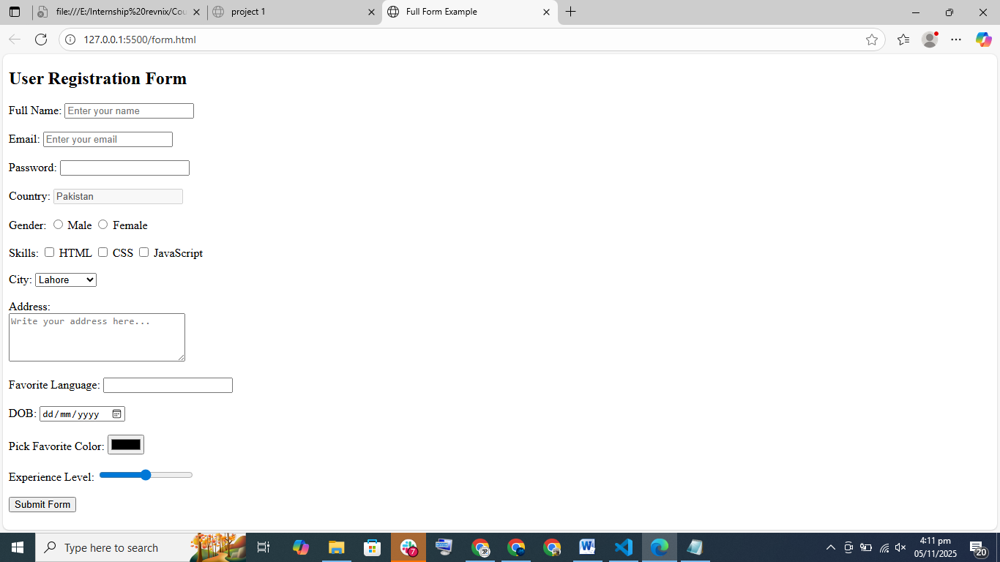 file:///E:/Internship%20revnix/Cou
project 1
Full Form Example
127.0.0.1:5500/form.html
User Registration Form
Full Name: Enter your name
Email: Enter your email
Password:
Country: Pakistan
Gender: Male Female
Skills: HTML CSS JavaScript
City: Lahore
Address:
Write your address here...
Favorite Language:
DOB: dd/mm/yyyy
Pick Favorite Color:
Experience Level:
Submit Form
Type here to search
7
4:11 pm
05/11/2025
20